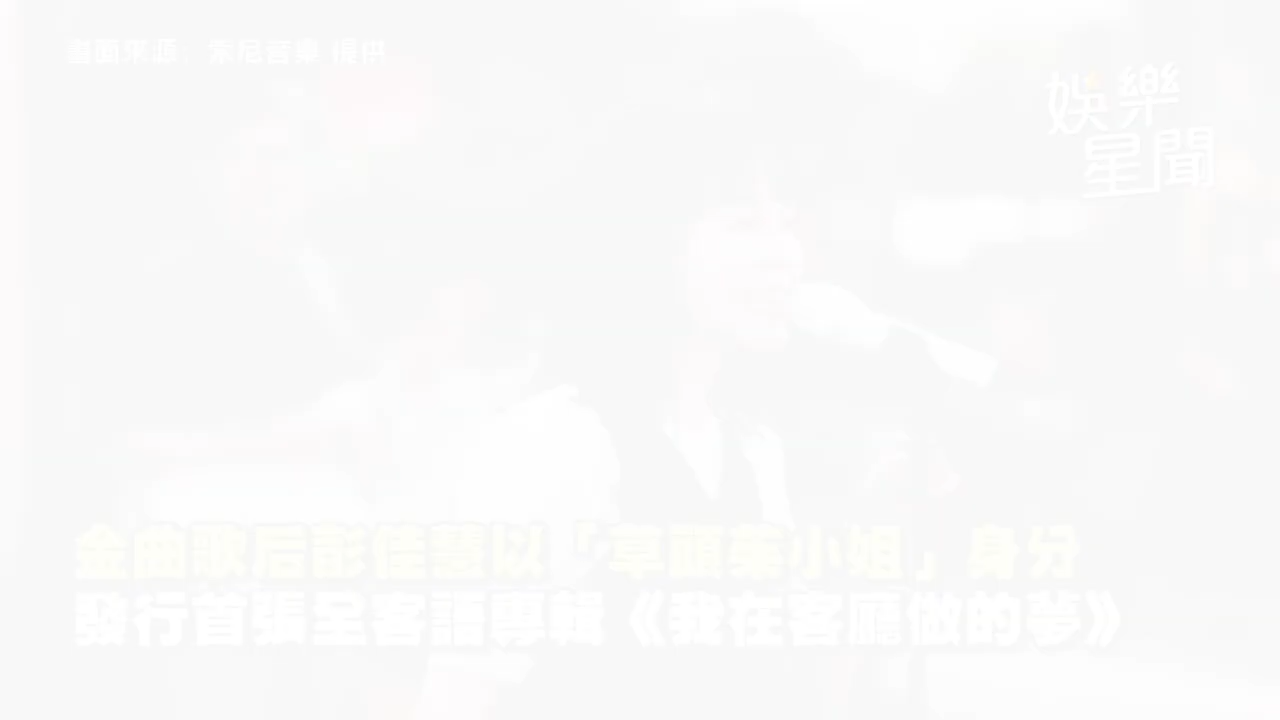 畫面來源：索尼音樂 提供
娛樂
星聞
金曲歌后彭佳慧以「草頭葉小姐」身分
發行首張全客語專輯《我在客廳做的夢》